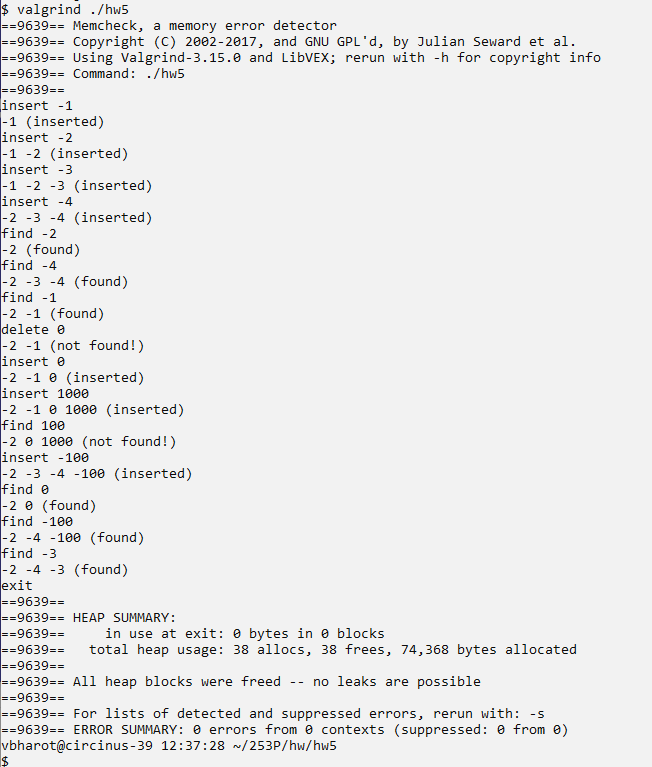 $ valgrind ./hw5
==9639== Memcheck, a memory error detector
==9639== Copyright (C) 2002-2017, and GNU GPL'd, by Julian Seward et al.
==9639== Using Valgrind-3.15.0 and LibVEX; rerun with -h for copyright info
==9639== Command: ./hw5
==9639==
insert -1
-1 (inserted)
insert -2
-1 -2 (inserted)
insert -3
-1 -2 -3 (inserted)
insert -4
-2 -3 -4 (inserted)
find -2
-2 (found)
find -4
-2 -3 -4 (found)
find -1
-2 -1 (found)
delete 0
-2 -1 (not found!)
insert 0
-2 -1 0 (inserted)
insert 1000
-2 -1 0 1000 (inserted)
find 100
-2 0 1000 (not found!)
insert -100
-2 -3 -4 -100 (inserted)
find 0
-2 0 (found)
find -100
-2 -4 -100 (found)
find -3
-2 -4 -3 (found)
exit
==9639==
==9639== HEAP SUMMARY:
==9639==     in use at exit: 0 bytes in 0 blocks
==9639==   total heap usage: 38 allocs, 38 frees, 74,368 bytes allocated
==9639==
==9639== All heap blocks were freed -- no leaks are possible
==9639==
==9639== For lists of detected and suppressed errors, rerun with: -s
==9639== ERROR SUMMARY: 0 errors from 0 contexts (suppressed: 0 from 0)
vbharot@circinus-39 12:37:28 ~/253P/hw/hw5
$